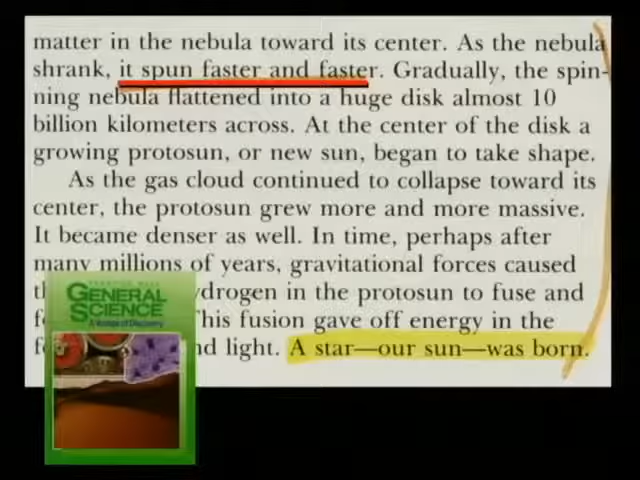 matter in the nebula toward its center. As the nebula
shrank, it spun faster and faster. Gradually, the spin-
ning nebula flattened into a huge disk almost 10
billion kilometers across. At the center of the disk a
growing protosun, or new sun, began to take shape.
As the gas cloud continued to collapse toward its
center, the protosun grew more and more massive.
It became denser as well. In time, perhaps after
many millions of years, gravitational forces caused
hydrogen in the protosun to fuse and
This fusion gave off energy in the
and light. A star—our sun—was born.
GENERAL
SCIENCE
A Voyage of Discovery